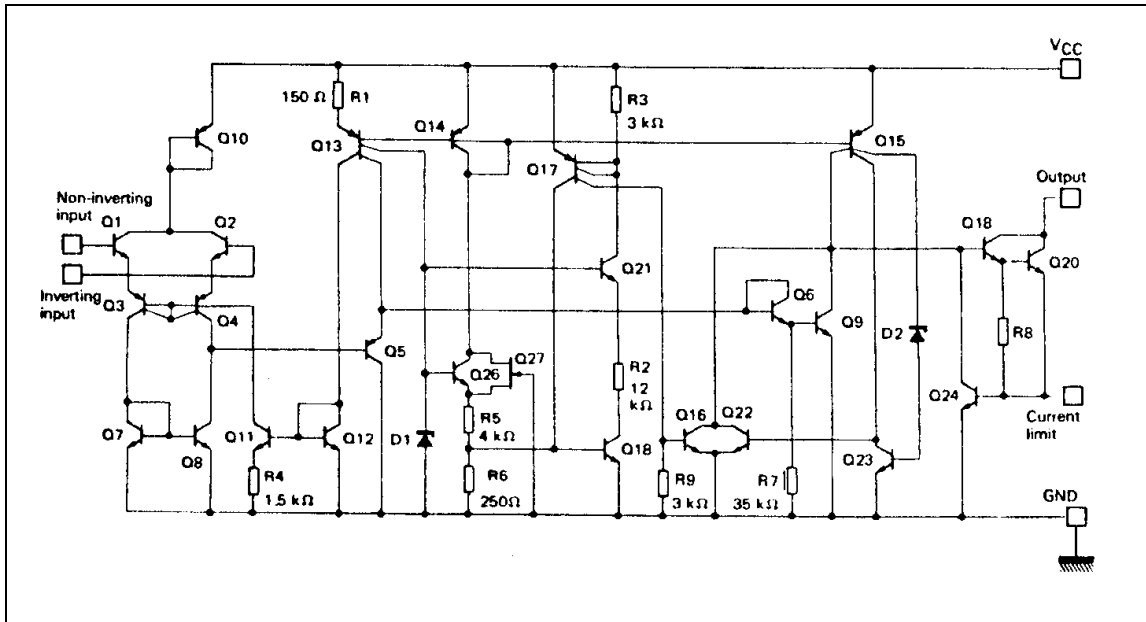 VCC
150 Ω R1
R3
3 kΩ
Q10
Q13
Q14
Q17
Q15
Output
Non-inverting
input
Q1
Q2
Q18
Q20
Q21
Inverting
input
Q3
Q4
Q6
Q5
Q9
D2
R8
Q26
Q27
R2
12
kΩ
Q24
Current
limit
Q7
Q8
Q11
Q12
D1
R5
4 kΩ
Q16
Q22
Q18
Q23
R4
1.5 kΩ
R6
250Ω
R9
3 kΩ
R7
35 kΩ
GND